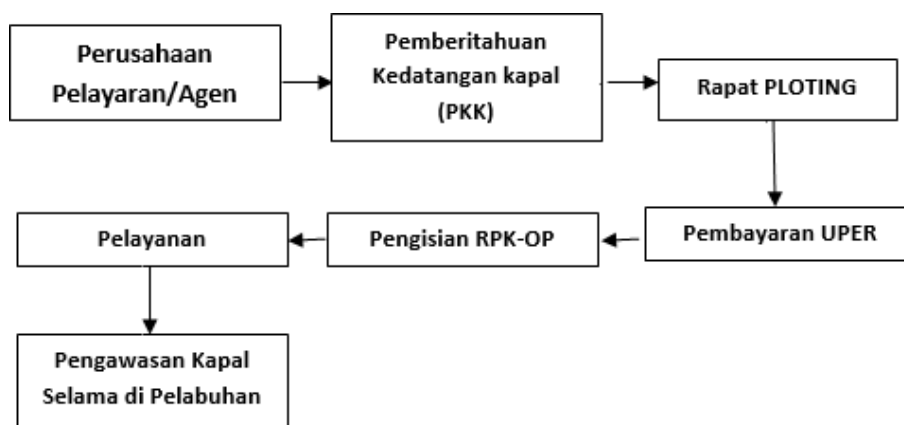 Perusahaan
Pelayaran/Agen
Pemberitahuan
Kedatangan kapal
(PKK)
Rapat PLOTING
Pembayaran UPER
Pengisian RPK-OP
Pelayanan
Pengawasan Kapal
Selama di Pelabuhan